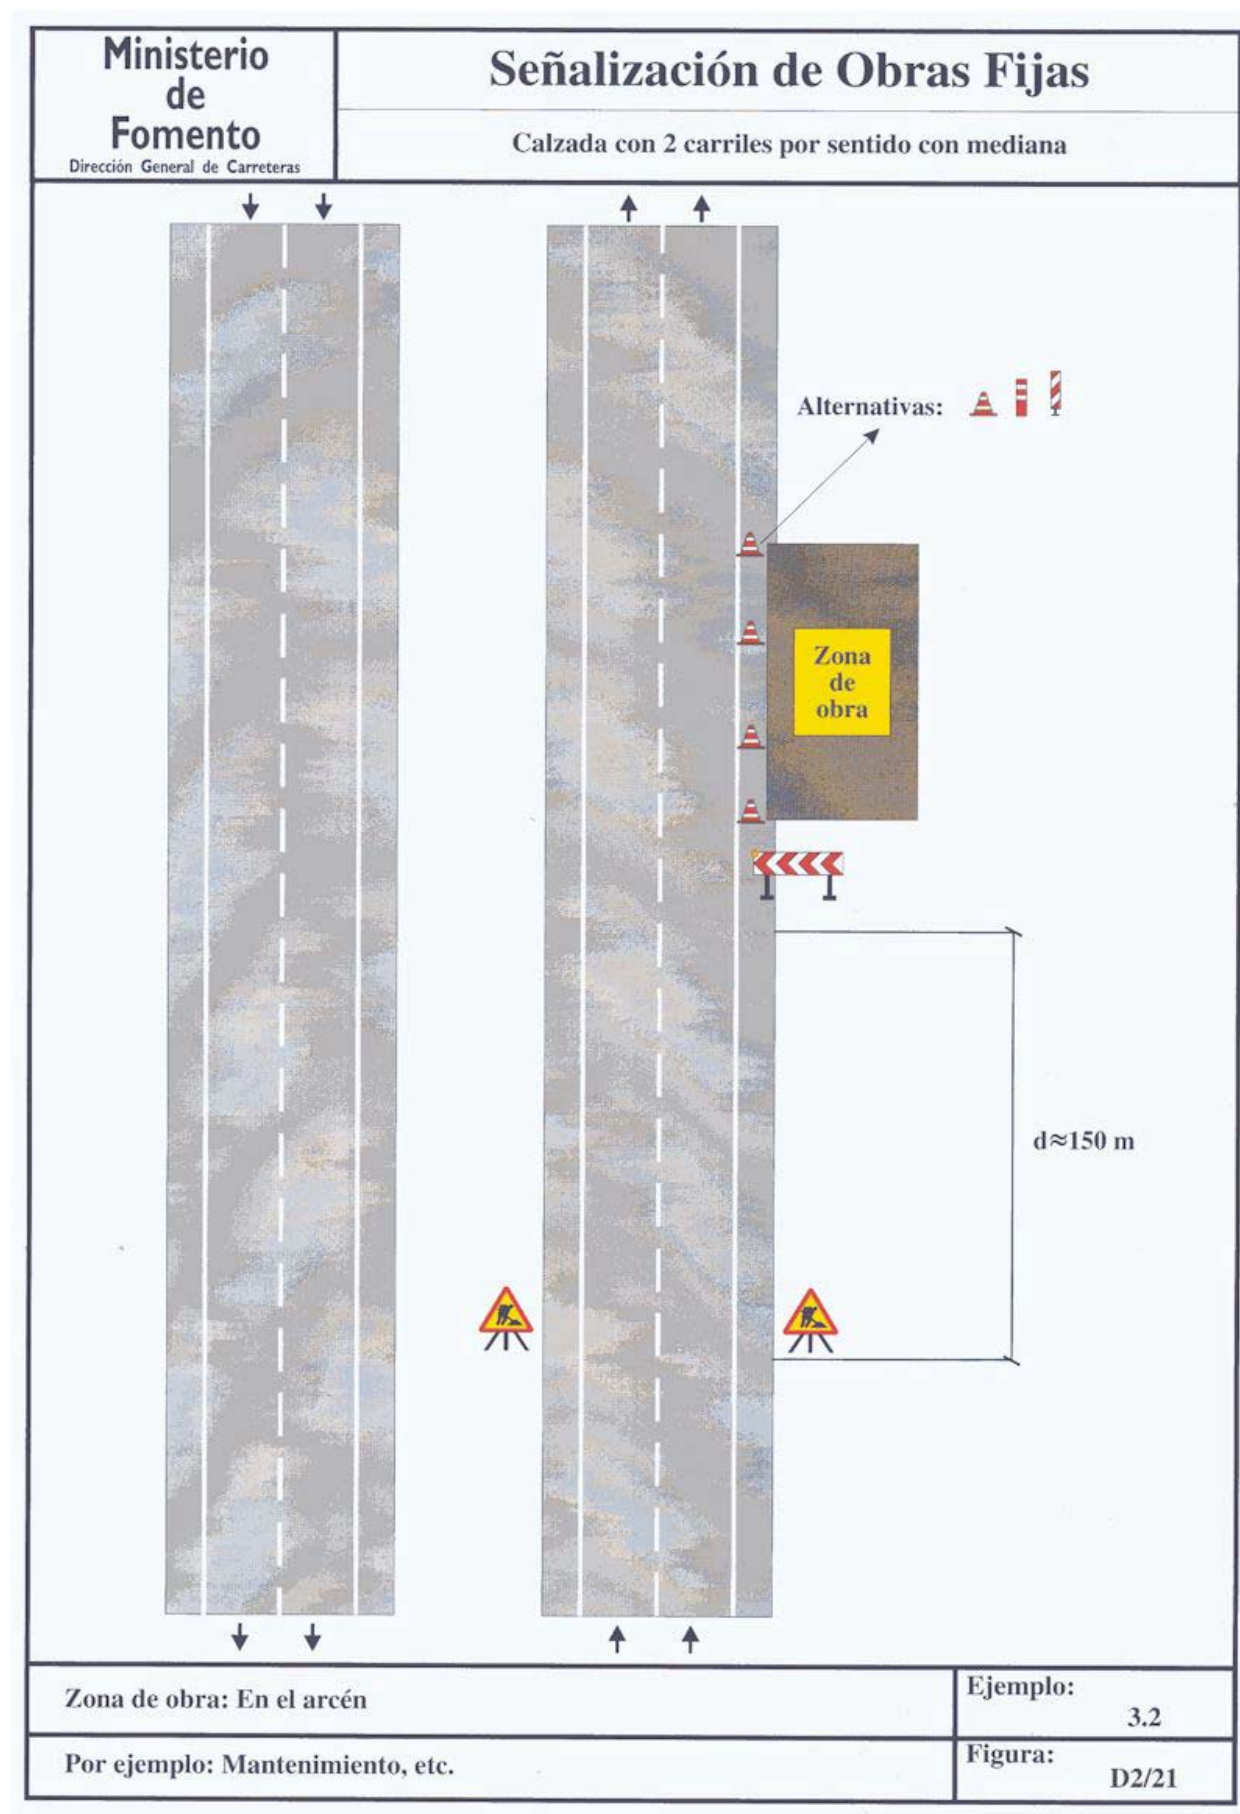 Ministerio
de
Fomento
Dirección General de Carreteras
Señalización de Obras Fijas
Calzada con 2 carriles por sentido con mediana
Alternativas:
Zona
de
obra
d≈150 m
Zona de obra: En el arcén
Ejemplo:
3.2
Por ejemplo: Mantenimiento, etc.
Figura:
D2/21